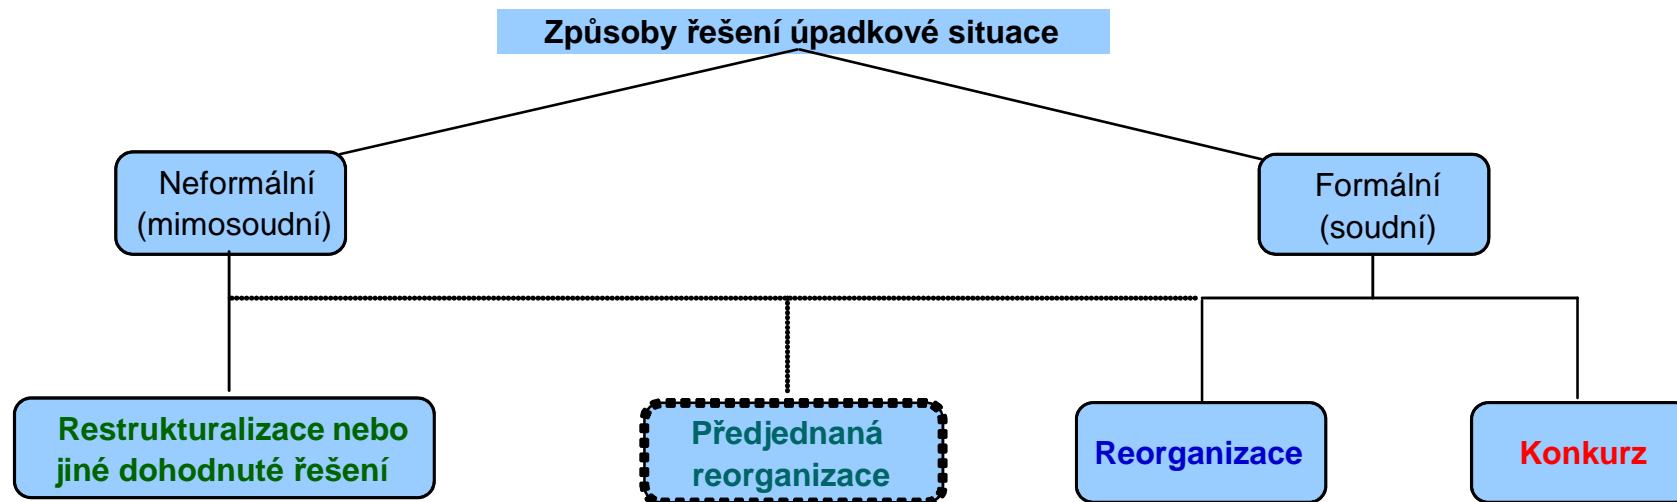 Způsoby řešení úpadkové situace
Neformální
(mimosoudní)
Formální
(soudní)
Restrukturalizace nebo
jiné dohodnuté řešení
Předjednaná
reorganizace
Reorganizace
Konkurz